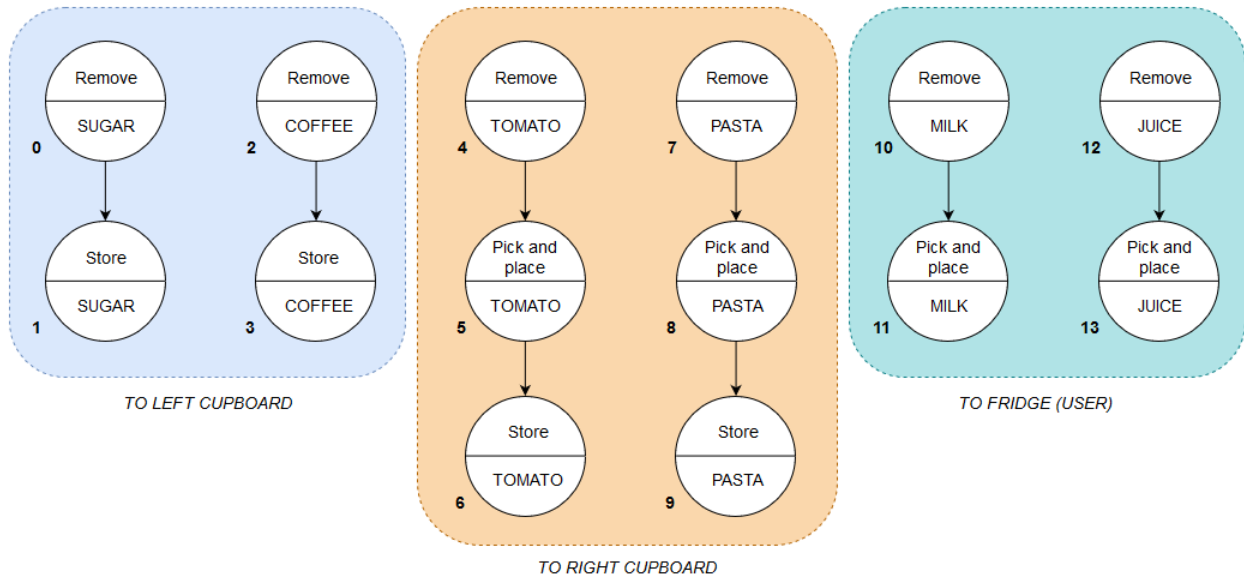 Remove
SUGAR
0
Store
SUGAR
1
Remove
COFFEE
2
Store
COFFEE
3
TO LEFT CUPBOARD
Remove
TOMATO
4
Pick and
place
TOMATO
5
Store
TOMATO
6
Remove
PASTA
7
Pick and
place
PASTA
8
Store
PASTA
9
TO RIGHT CUPBOARD
Remove
MILK
10
Pick and
place
MILK
11
Remove
JUICE
12
Pick and
place
JUICE
13
TO FRIDGE (USER)